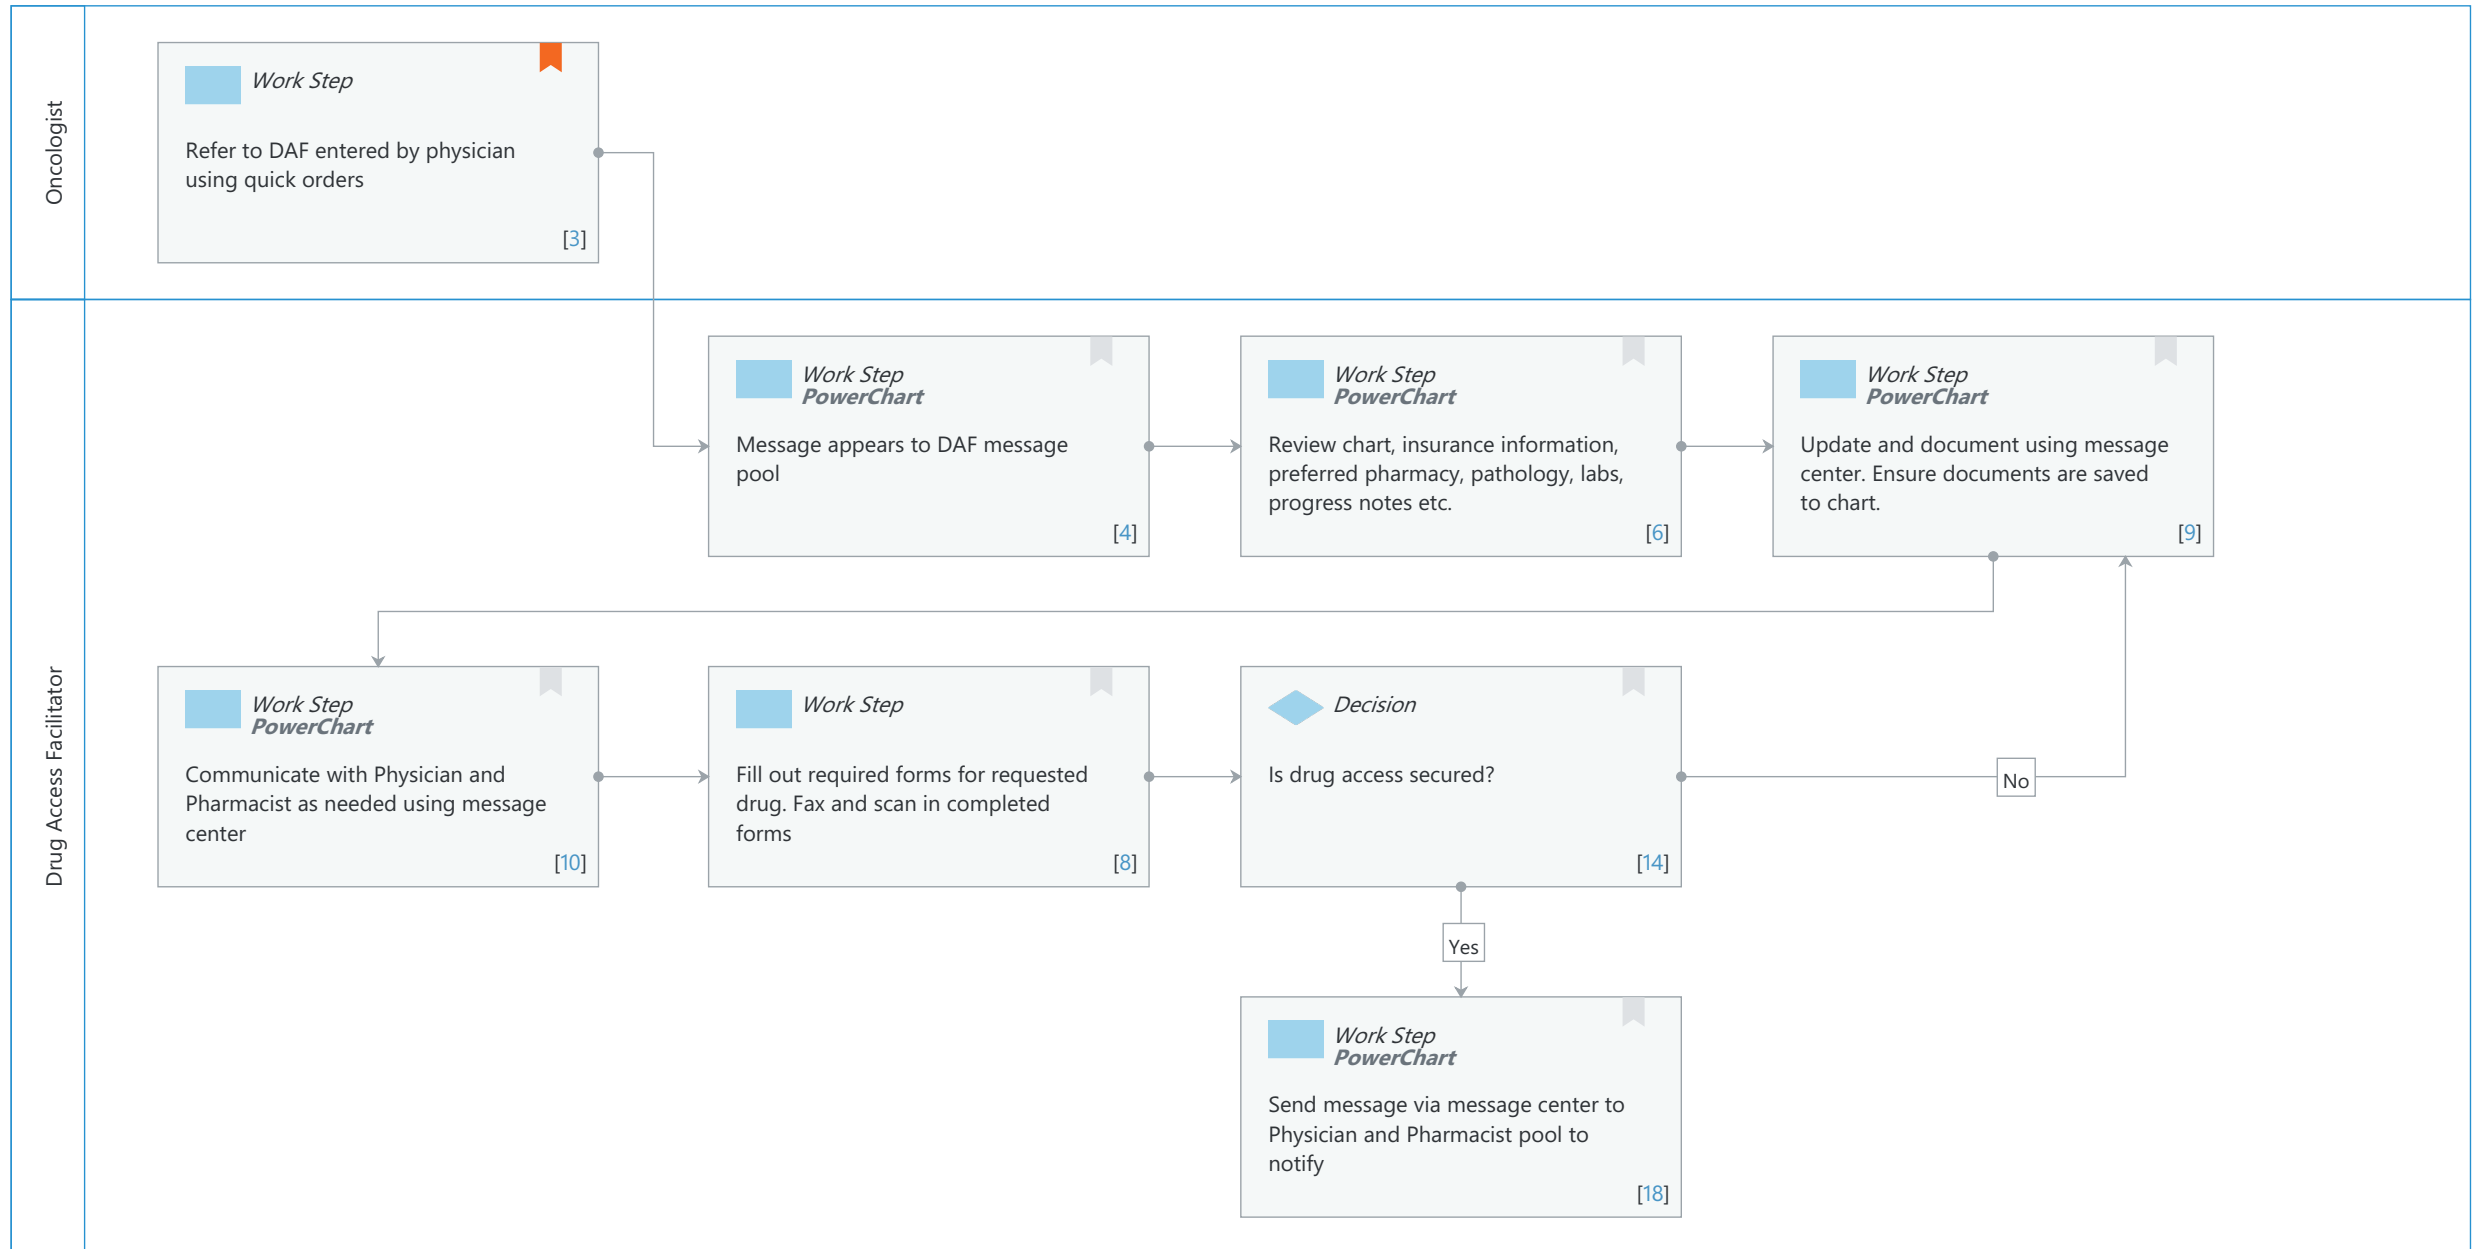 Oncologist
Work Step
Refer to DAF entered by physician
using quick orders
[3]
Drug Access Facilitator
Work Step
PowerChart
Message appears to DAF message
pool
[4]
Work Step
PowerChart
Review chart, insurance information,
preferred pharmacy, pathology, labs,
progress notes etc.
[6]
Work Step
PowerChart
Update and document using message
center. Ensure documents are saved
to chart.
[9]
Work Step
PowerChart
Communicate with Physician and
Pharmacist as needed using message
center
[10]
Work Step
Fill out required forms for requested
drug. Fax and scan in completed
forms
[8]
Decision
Is drug access secured?
[14]
No
Yes
Work Step
PowerChart
Send message via message center to
Physician and Pharmacist pool to
notify
[18]